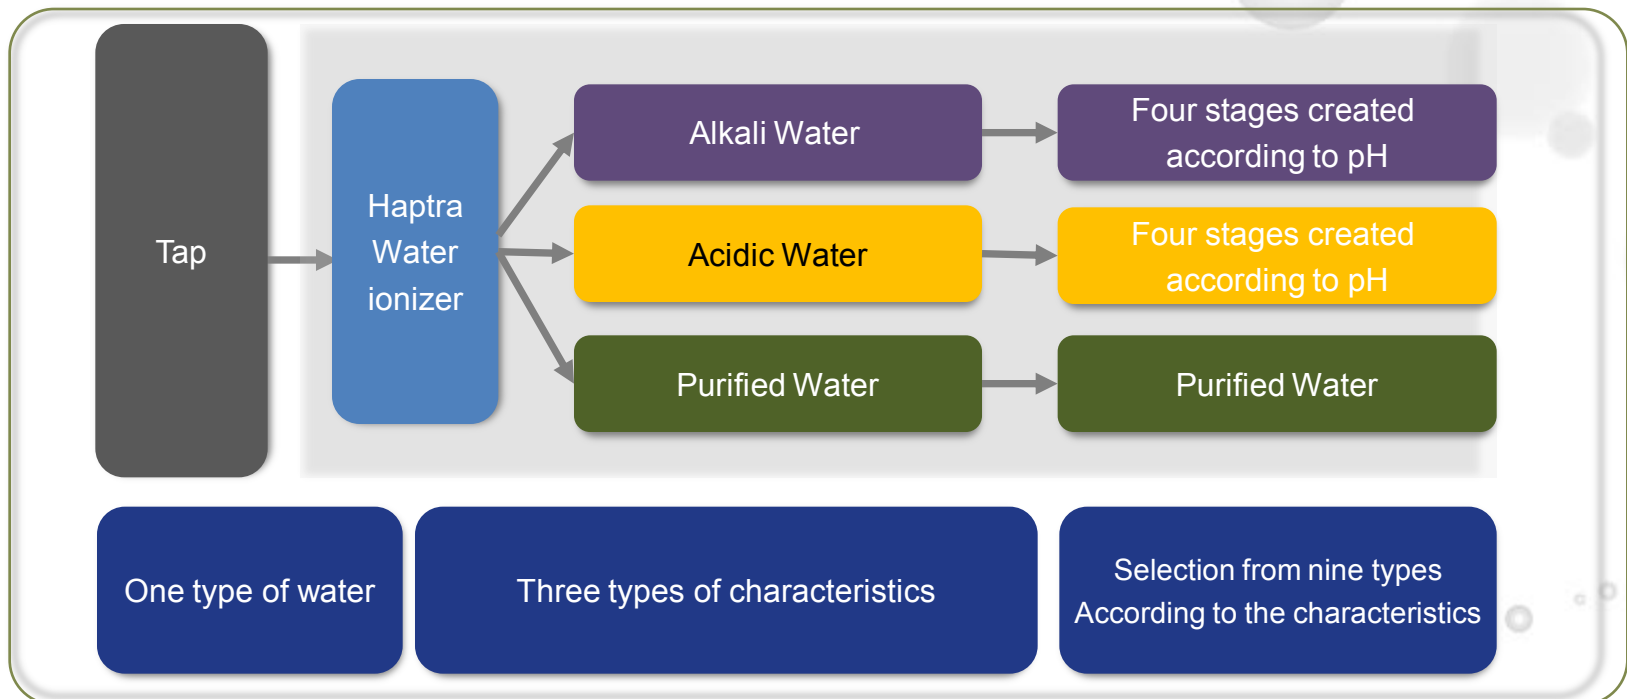 Tap
Haptra
Water
ionizer
Alkali Water
Four stages created
according to pH
Acidic Water
Four stages created
according to pH
Purified Water
Purified Water
One type of water
Three types of characteristics
Selection from nine types
According to the characteristics